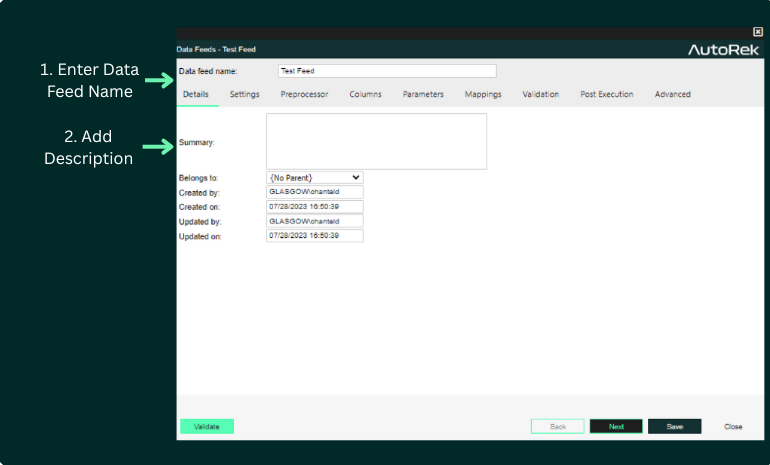 1. Enter Data
Feed Name
2. Add
Description
Data Feeds - Test Feed
AutoRek
Data feed name:
Test Feed
Details Settings Preprocessor Columns Parameters Mappings Validation Post Execution Advanced
Summary:
Belongs to:
{No Parent}
Created by:
GLASGOW\chantald
Created on:
07/28/2023 16:50:39
Updated by:
GLASGOW\chantald
Updated on:
07/28/2023 16:50:39
Validate Back Next Save Close